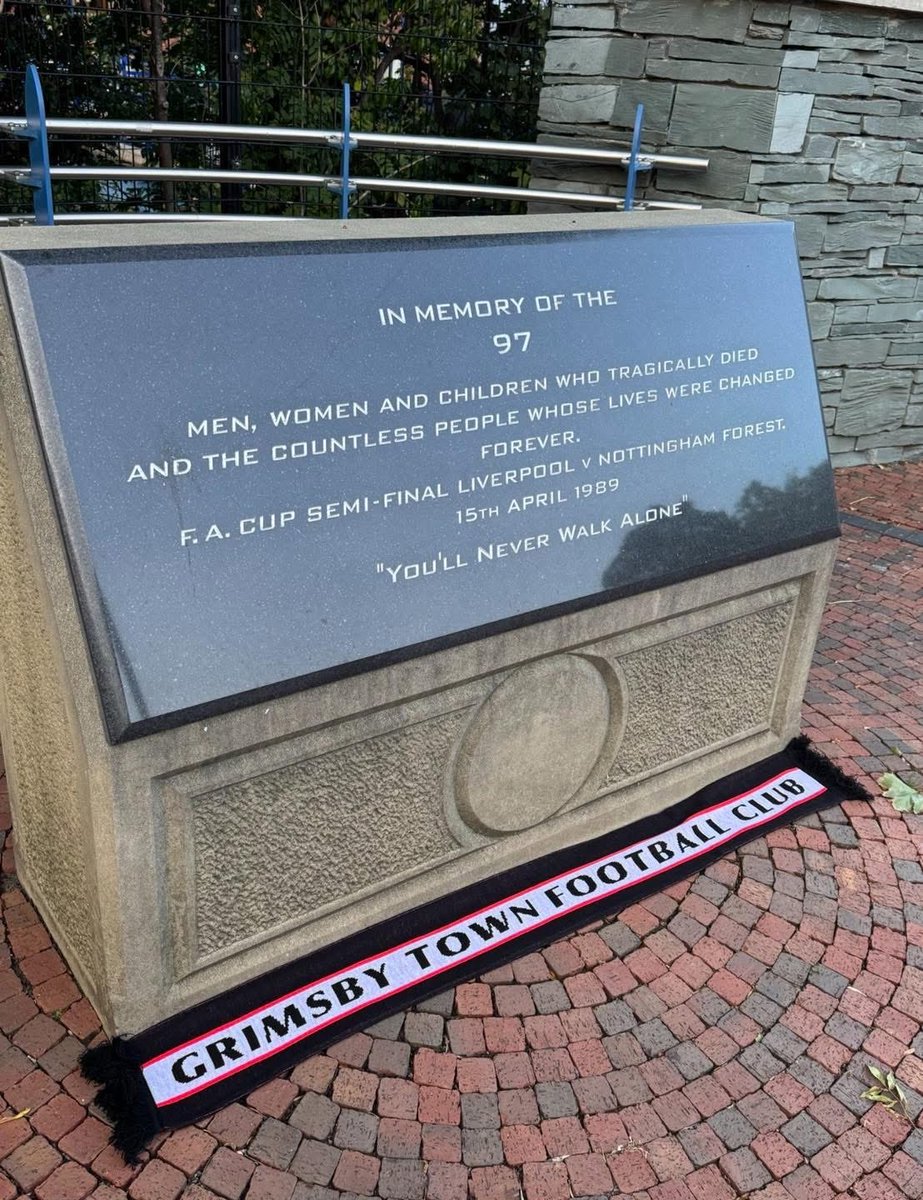 IN MEMORY OF THE
97
MEN, WOMEN AND CHILDREN WHO TRAGICALLY DIED
AND THE COUNTLESS PEOPLE WHOSE LIVES WERE CHANGED
FOREVER.
F.A. CUP SEMI-FINAL LIVERPOOL V NOTTINGHAM FOREST.
15TH APRIL 1989
"YOU'LL NEVER WALK ALONE"
GRIMSBY TOWN FOOTBALL CLUB